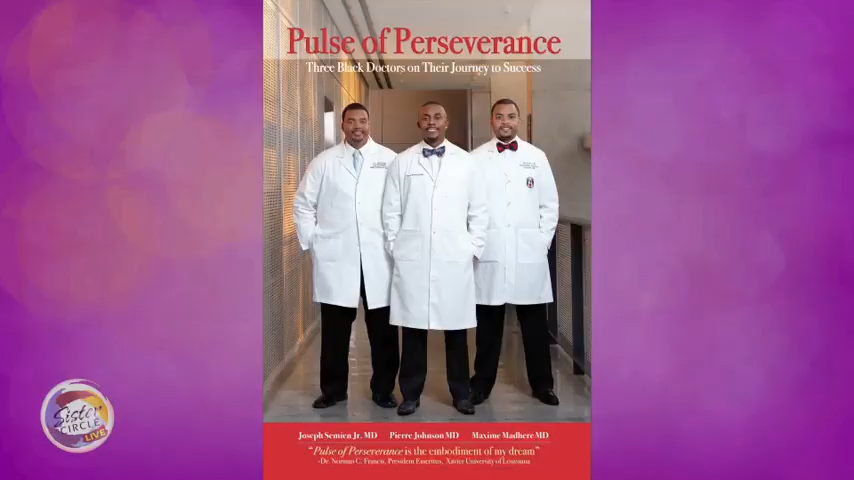 Pulse of Perseverance
Three Black Doctors on Their Journey to Success
Joseph Semien Jr. MD Pierre Johnson MD Maxime Madhere MD
"Pulse of Perseverance is the embodiment of my dream"
-Dr. Norman C. Francis, President Emeritus, Xavier University of Louisiana
Sister
CIRCLE
LIVE